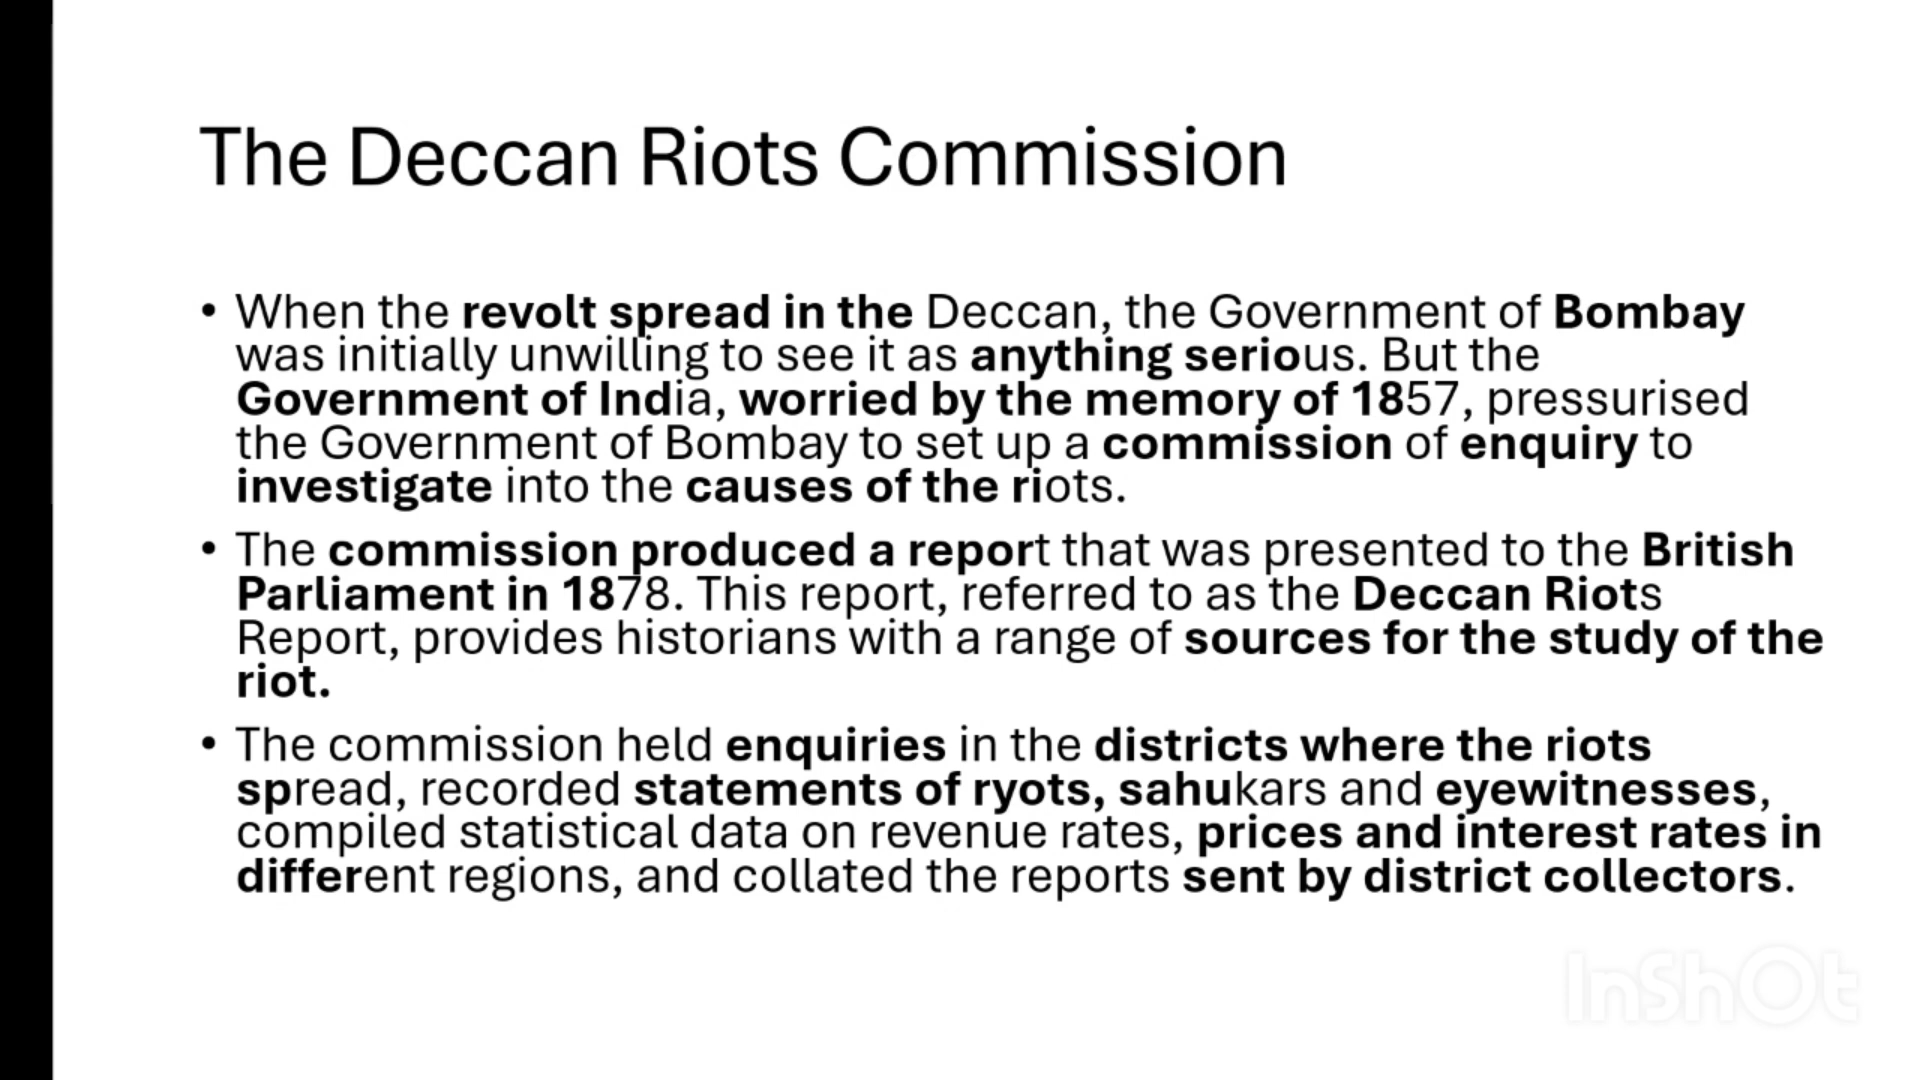 The Deccan Riots Commission
• When the revolt spread in the Deccan, the Government of Bombay
was initially unwilling to see it as anything serious. But the
Government of India, worried by the memory of 1857, pressurised
the Government of Bombay to set up a commission of enquiry to
investigate into the causes of the riots.
• The commission produced a report that was presented to the British
Parliament in 1878. This report, referred to as the Deccan Riots
Report, provides historians with a range of sources for the study of the
riot.
• The commission held enquiries in the districts where the riots
spread, recorded statements of ryots, sahukars and eyewitnesses,
compiled statistical data on revenue rates, prices and interest rates in
different regions, and collated the reports sent by district collectors.
InShOt